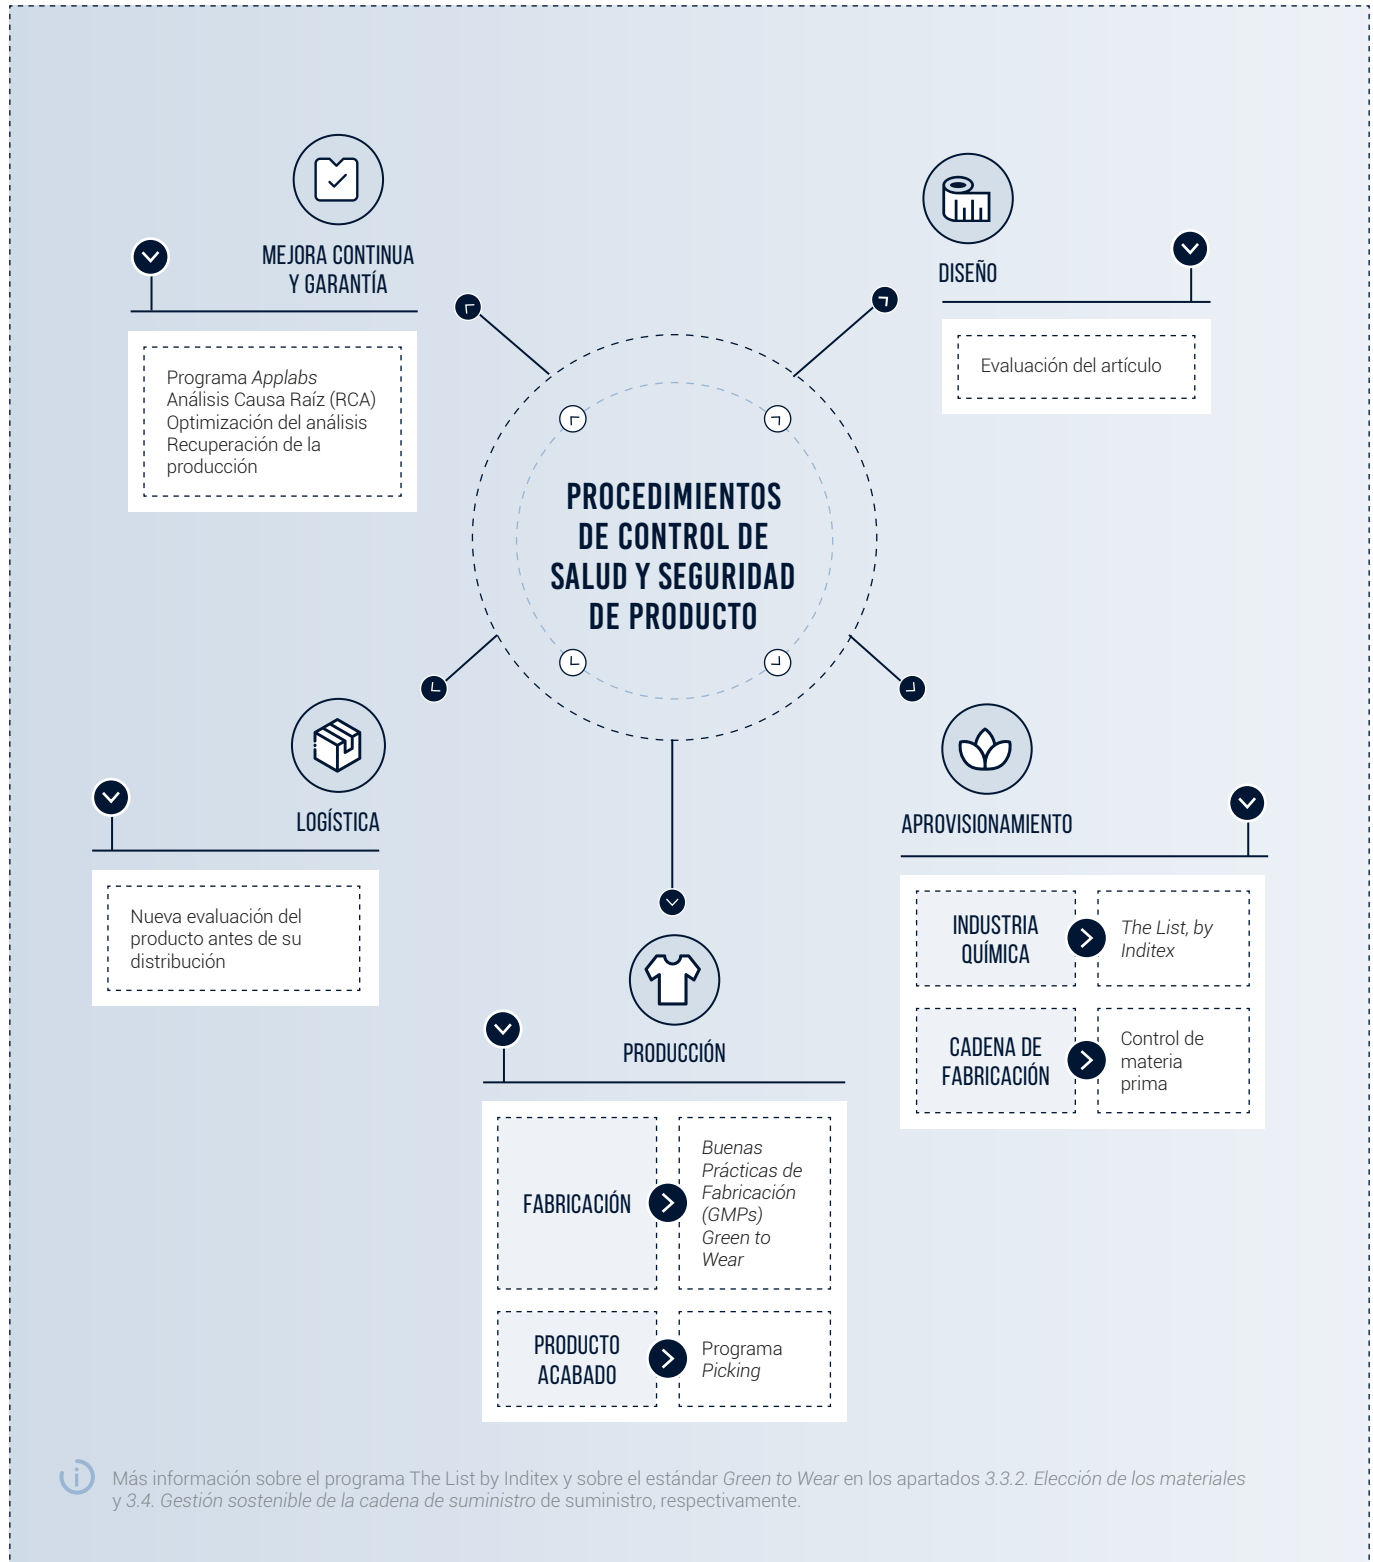 MEJORA CONTINUA
Y GARANTÍA
Programa Applabs
Análisis Causa Raíz (RCA)
Optimización del análisis
Recuperación de la
producción
DISEÑO
Evaluación del artículo
PROCEDIMIENTOS
DE CONTROL DE
SALUD Y SEGURIDAD
DE PRODUCTO
LOGÍSTICA
Nueva evaluación del
producto antes de su
distribución
APROVISIONAMIENTO
INDUSTRIA
QUÍMICA
The List, by
Inditex
CADENA DE
FABRICACIÓN
Control de
materia
prima
PRODUCCIÓN
FABRICACIÓN
Buenas
Prácticas de
Fabricación
(GMPs)
Green to
Wear
PRODUCTO
ACABADO
Programa
Picking
Más información sobre el programa The List by Inditex y sobre el estándar Green to Wear en los apartados 3.3.2. Elección de los materiales
y 3.4. Gestión sostenible de la cadena de suministro de suministro, respectivamente.